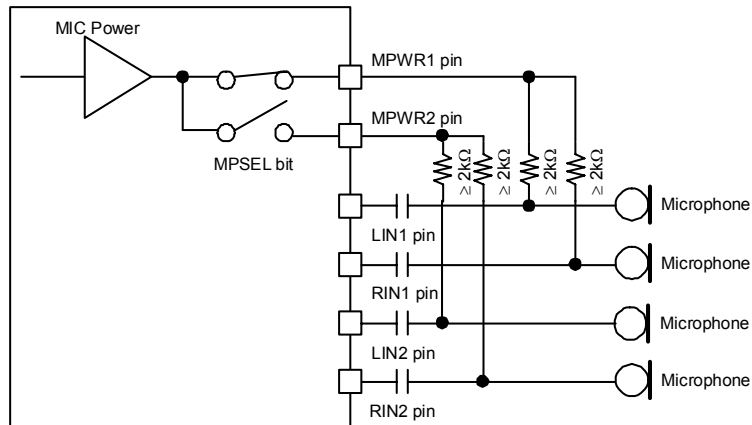 MIC Power
MPWR1 pin
MPWR2 pin
MPSEL bit
≥ 2kΩ
≥ 2kΩ
≥ 2kΩ
≥ 2kΩ
Microphone
LIN1 pin
Microphone
RIN1 pin
Microphone
LIN2 pin
Microphone
RIN2 pin